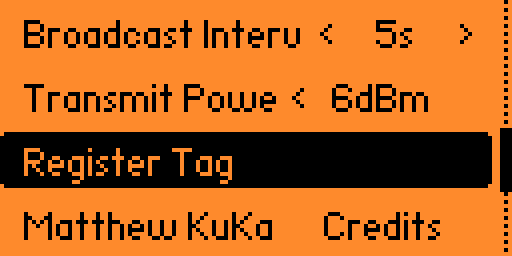 Broadcast Interv < 5s >
Transmit Powe < 6dBm
Register Tag
Matthew KuKa Credits